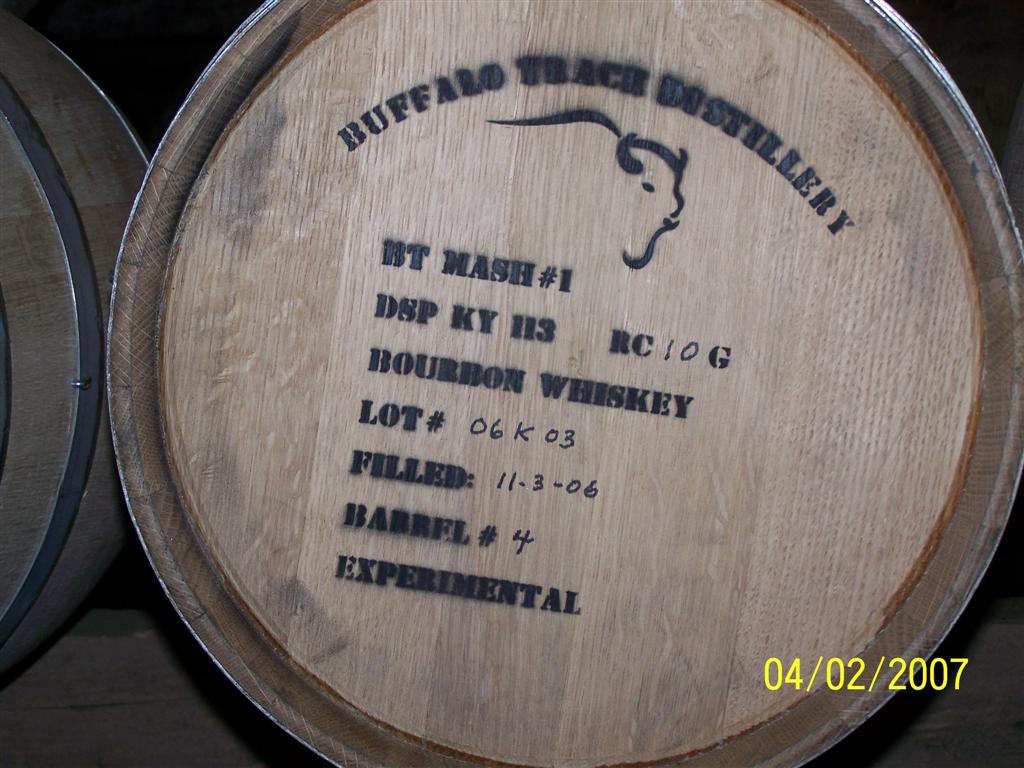 BUFFALO TRACE DISTILLERY
BT MASH #1
DSP KY 113 RC 10 G
BOURBON WHISKEY
LOT # 06 K 03
FILLED: 11-3-06
BARREL # 4
EXPERIMENTAL
04/02/2007